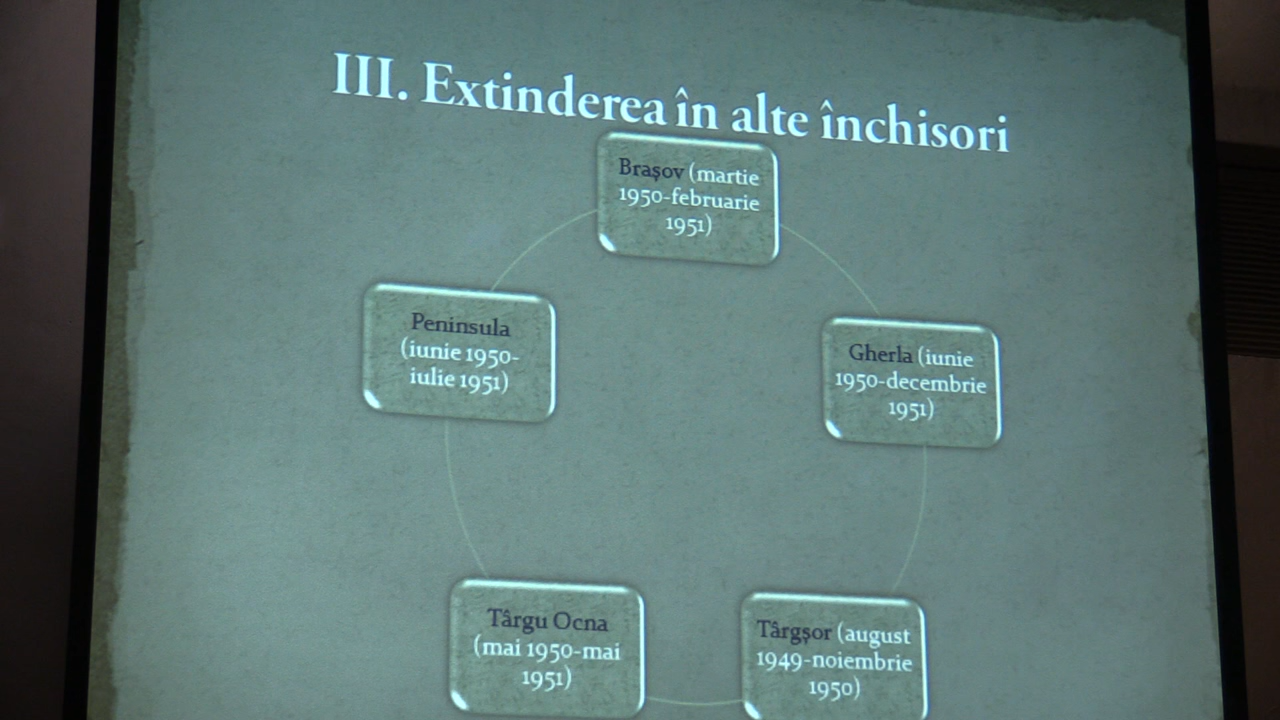 III. Extinderea în alte închisori
Brașov (martie
1950-februarie
1951)
Peninsula
(iunie 1950-
iulie 1951)
Gherla (iunie
1950-decembrie
1951)
Târgu Ocna
(mai 1950-mai
1951)
Târgșor (august
1949-noiembrie
1950)